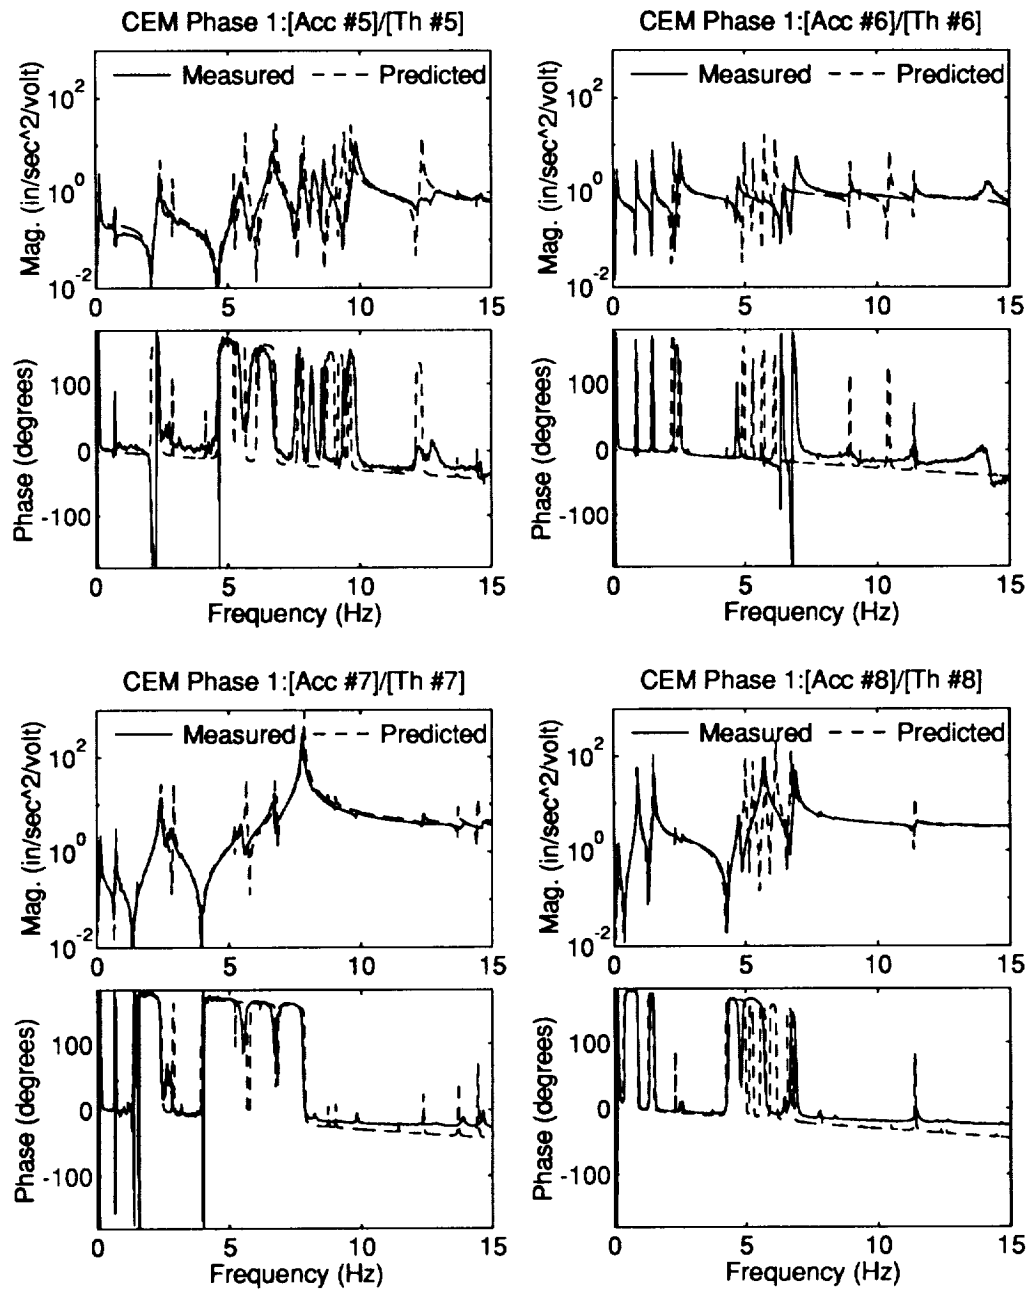 CEM Phase 1:[Acc #5]/[Th #5]
Measured Predicted
Mag. (in/sec^2/volt)
10^2
10^0
10^-2
0 5 10 15
Phase (degrees)
100
0
-100
0 5 10 15
Frequency (Hz)
CEM Phase 1:[Acc #6]/[Th #6]
Measured Predicted
Mag. (in/sec^2/volt)
10^2
10^0
10^-2
0 5 10 15
Phase (degrees)
100
0
-100
0 5 10 15
Frequency (Hz)
CEM Phase 1:[Acc #7]/[Th #7]
Measured Predicted
Mag. (in/sec^2/volt)
10^2
10^0
10^-2
0 5 10 15
Phase (degrees)
100
0
-100
0 5 10 15
Frequency (Hz)
CEM Phase 1:[Acc #8]/[Th #8]
Measured Predicted
Mag. (in/sec^2/volt)
10^2
10^0
10^-2
0 5 10 15
Phase (degrees)
100
0
-100
0 5 10 15
Frequency (Hz)